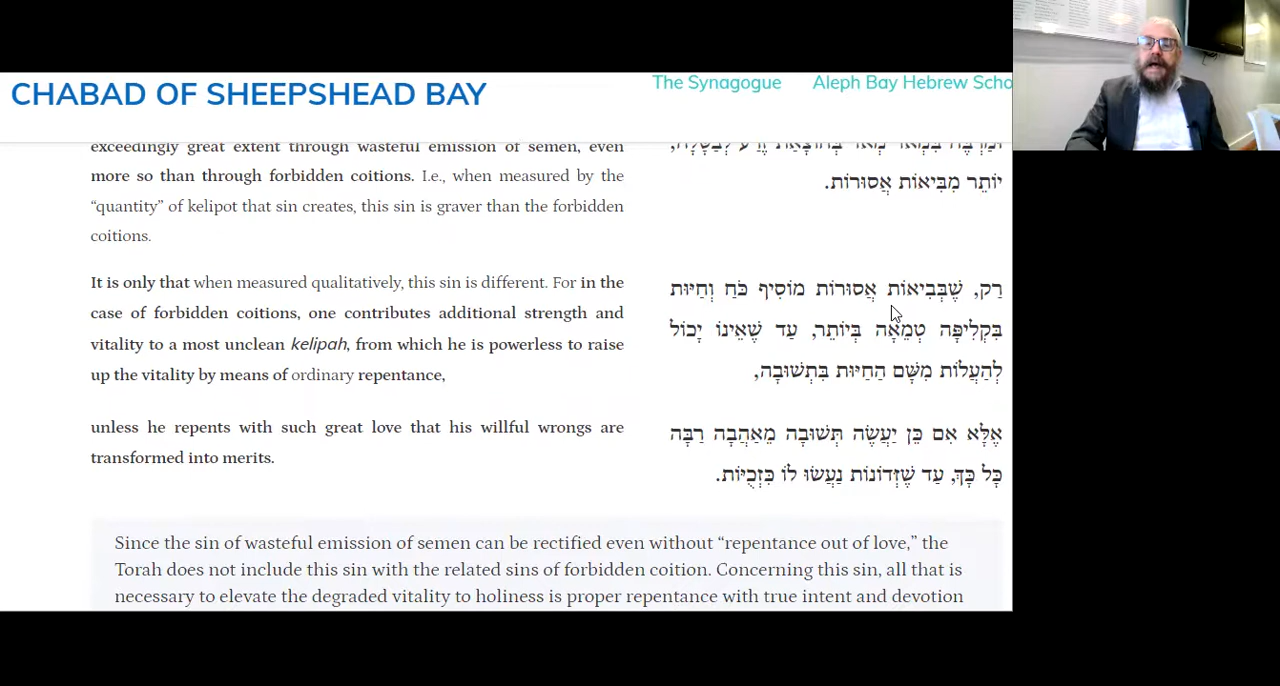 CHABAD OF SHEEPSHEAD BAY
The Synagogue Aleph Bay Hebrew Scho
exceedingly great extent through wasteful emission of semen, even
more so than through forbidden coitions. I.e., when measured by the
“quantity” of kelipot that sin creates, this sin is graver than the forbidden
coitions.
וּמַרְבֶּה בִּמְאֹד מְאֹד בְּהוֹצָאַת זֶרַע לְבַטָּלָה,
יוֹתֵר מִבִּיאוֹת אֲסוּרוֹת.
It is only that when measured qualitatively, this sin is different. For in the
case of forbidden coitions, one contributes additional strength and
vitality to a most unclean kelipah, from which he is powerless to raise
up the vitality by means of ordinary repentance,
רַק, שֶׁבְּבִיאוֹת אֲסוּרוֹת מוֹסִיף כֹּחַ וְחַיּוּת
בִּקְלִיפָּה טְמֵאָה בְּיוֹתֵר, עַד שֶׁאֵינוֹ יָכוֹל
לְהַעֲלוֹת מִשָּׁם הַחַיּוּת בִּתְשׁוּבָה,
unless he repents with such great love that his willful wrongs are
transformed into merits.
אֶלָּא אִם כֵּן יַעֲשֶׂה תְּשׁוּבָה מֵאַהֲבָה רַבָּה
כָּל כָּךְ, עַד שֶׁזְּדוֹנוֹת נַעֲשׂוּ לוֹ כִּזְכֻיּוֹת.
Since the sin of wasteful emission of semen can be rectified even without “repentance out of love,” the
Torah does not include this sin with the related sins of forbidden coition. Concerning this sin, all that is
necessary to elevate the degraded vitality to holiness is proper repentance with true intent and devotion